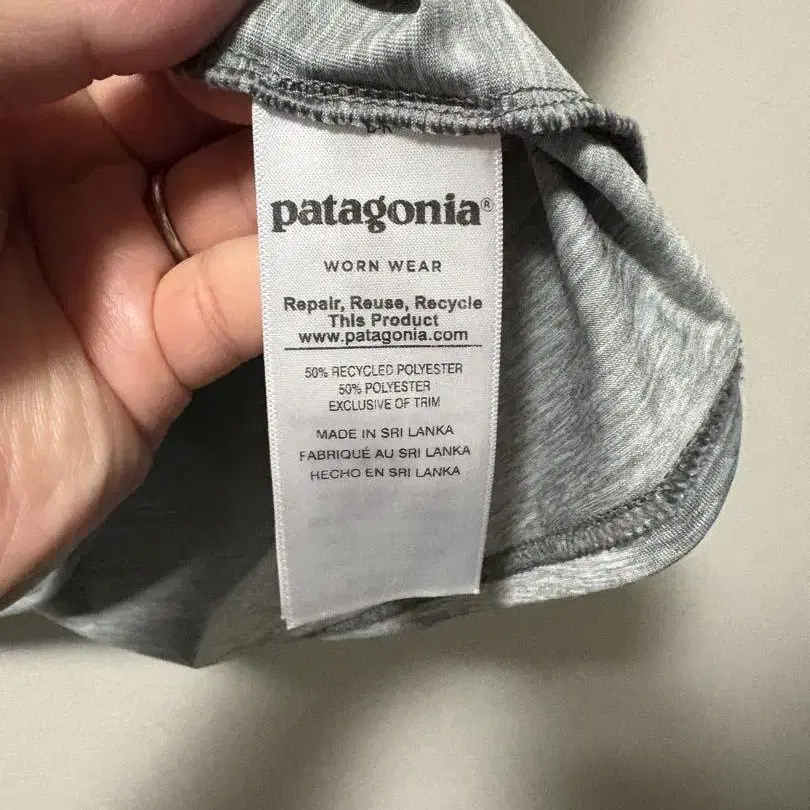 patagonia®
WORN WEAR
Repair, Reuse, Recycle
This Product
www.patagonia.com
50% RECYCLED POLYESTER
50% POLYESTER
EXCLUSIVE OF TRIM
MADE IN SRI LANKA
FABRIQUÉ AU SRI LANKA
HECHO EN SRI LANKA